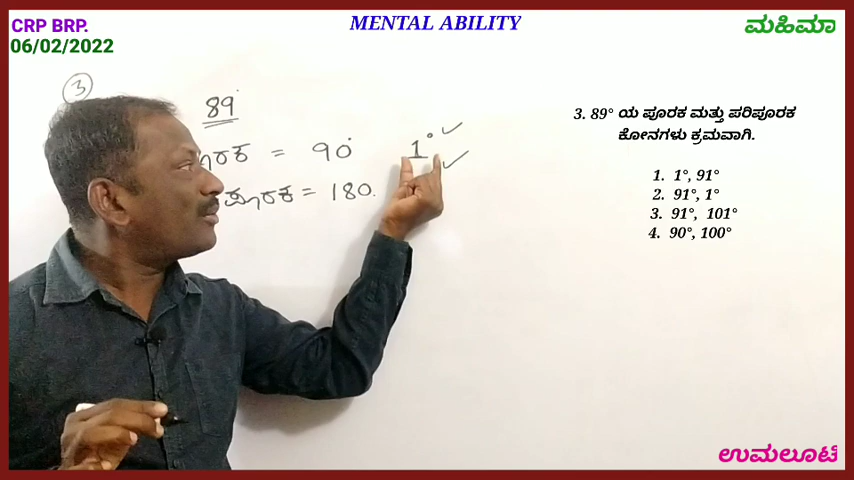 CRP BRP.
06/02/2022
MENTAL ABILITY
ಮಹಿಮಾ
3
89°
= 90°
1°
ಪೂರಕ = 180.
3. 89° ಯ ಪೂರಕ ಮತ್ತು ಪರಿಪೂರಕ
ಕೋನಗಳು ಕ್ರಮವಾಗಿ.
1. 1°, 91°
2. 91°, 1°
3. 91°, 101°
4. 90°, 100°
ಉಮಲೂಟಿ